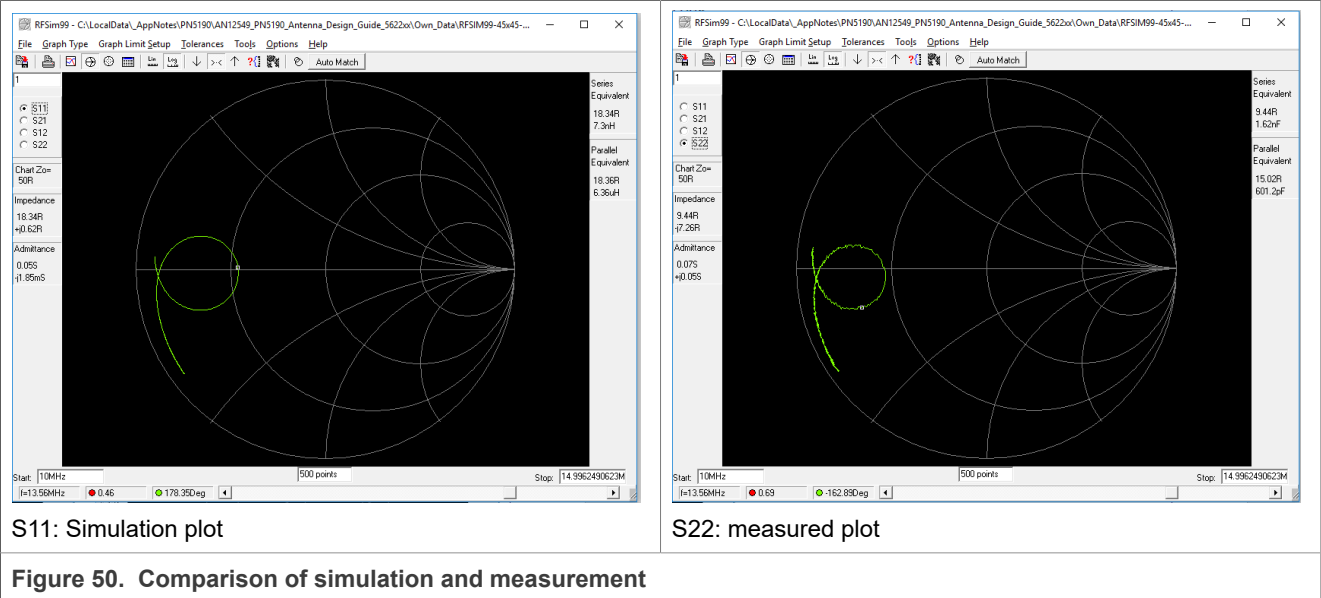 RFSim99 - C:\LocalData\_AppNotes\PN5190\AN12549_PN5190_Antenna_Design_Guide_5622xx\Own_Data\RFSIM99-45x45-...
File Graph Type Graph Limit Setup Tolerances Tools Options Help
Lin Log ?{} Auto Match
1
S11
S21
S12
S22
Chart Zo=
50R
Impedance
18.34R
+j0.62R
Admittance
0.05S
-j1.85mS
Series
Equivalent
18.34R
7.3nH
Parallel
Equivalent
18.36R
6.36uH
Start: 10MHz 500 points Stop: 14.9962490623M
f=13.56MHz 0.46 178.35Deg
S11: Simulation plot
RFSim99 - C:\LocalData\_AppNotes\PN5190\AN12549_PN5190_Antenna_Design_Guide_5622xx\Own_Data\RFSIM99-45x45-...
File Graph Type Graph Limit Setup Tolerances Tools Options Help
Lin Log ?{} Auto Match
1
S11
S21
S12
S22
Chart Zo=
50R
Impedance
9.44R
-j7.26R
Admittance
0.07S
+j0.05S
Series
Equivalent
9.44R
1.62nF
Parallel
Equivalent
15.02R
601.2pF
Start: 10MHz 500 points Stop: 14.9962490623M
f=13.56MHz 0.69 -162.89Deg
S22: measured plot
Figure 50. Comparison of simulation and measurement